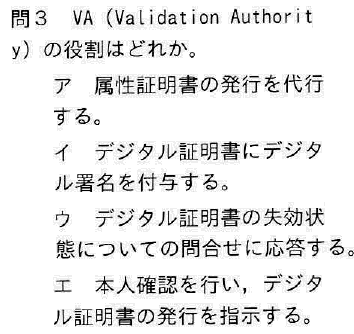 問3　VA (Validation Authorit
y) の役割はどれか。
ア　属性証明書の発行を代行
する。
イ　デジタル証明書にデジタ
ル署名を付与する。
ウ　デジタル証明書の失効状
態についての問合せに応答する。
エ　本人確認を行い，デジタ
ル証明書の発行を指示する。